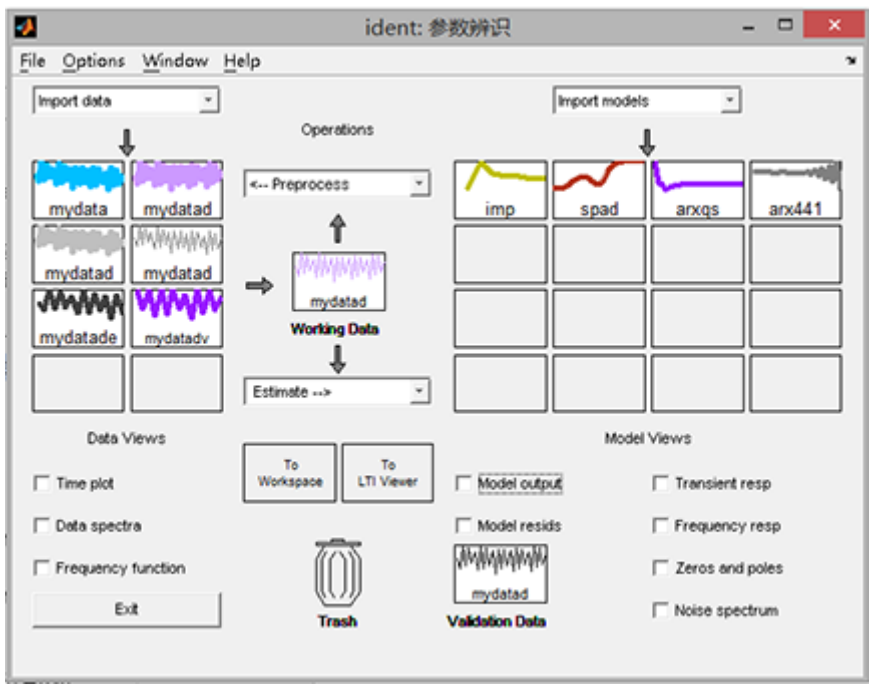 ident: 参数辨识
File Options Window Help
Import data
Import models
Operations
mydata mydatad
<-- Preprocess
imp spad arxqs arx441
mydatad mydatad
mydatad
mydatade mydatadv
Working Data
Estimate -->
Data Views
Model Views
To Workspace
To LTI Viewer
Time plot
Model output
Transient resp
Data spectra
Model resids
Frequency resp
Frequency function
mydatad
Zeros and poles
Exit
Trash
Validation Data
Noise spectrum